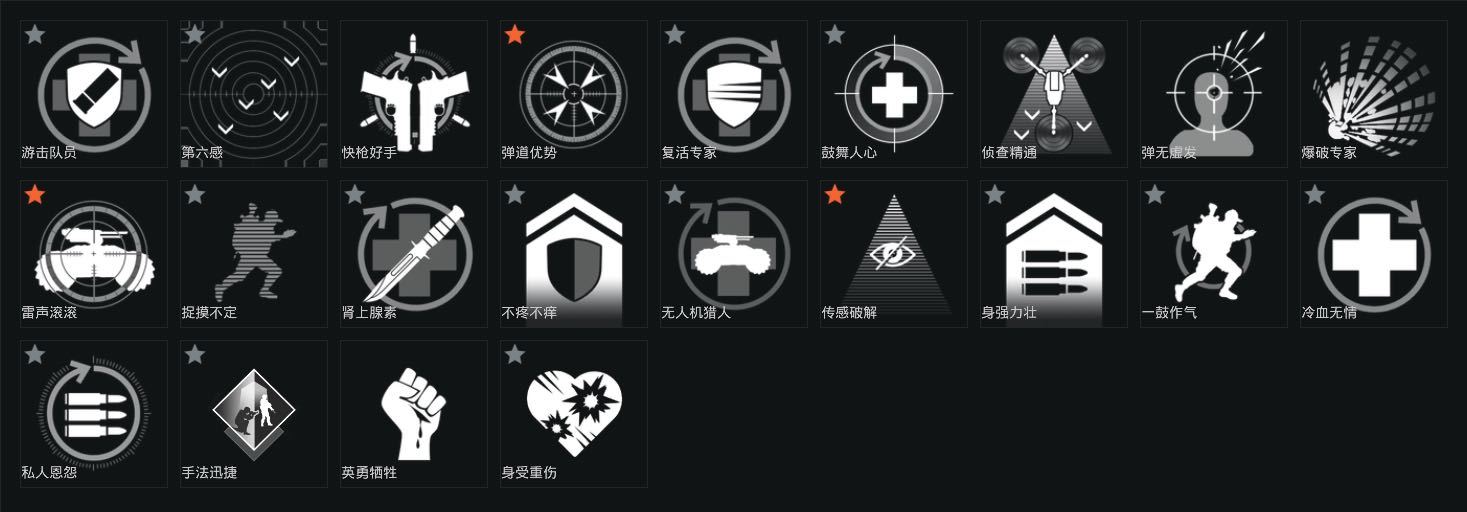 游击队员
第六感
快枪好手
弹道优势
复活专家
鼓舞人心
侦查精通
弹无虚发
爆破专家
雷声滚滚
捉摸不定
肾上腺素
不疼不痒
无人机猎人
传感破解
身强力壮
一鼓作气
冷血无情
私人恩怨
手法迅捷
英勇牺牲
身受重伤